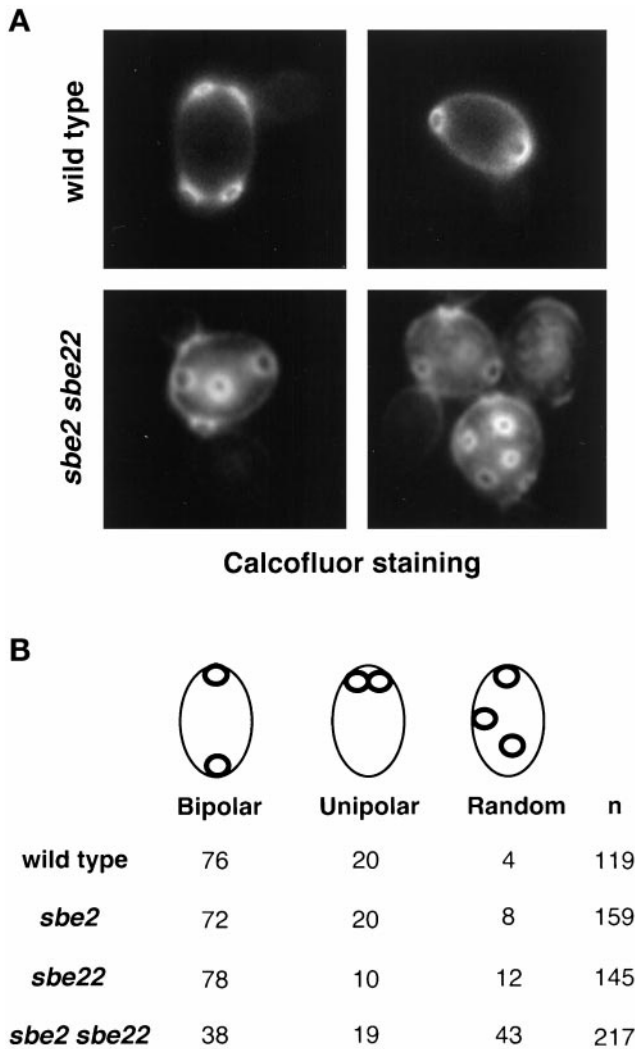 A
wild type
sbe2 sbe22
Calcofluor staining
B
Bipolar Unipolar Random n
wild type 76 20 4 119
sbe2 72 20 8 159
sbe22 78 10 12 145
sbe2 sbe22 38 19 43 217